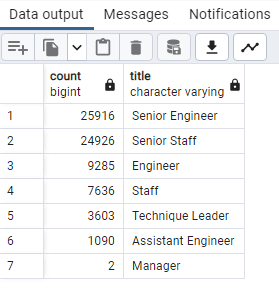 Data output Messages Notifications
count title
bigint character varying
1 25916 Senior Engineer
2 24926 Senior Staff
3 9285 Engineer
4 7636 Staff
5 3603 Technique Leader
6 1090 Assistant Engineer
7 2 Manager